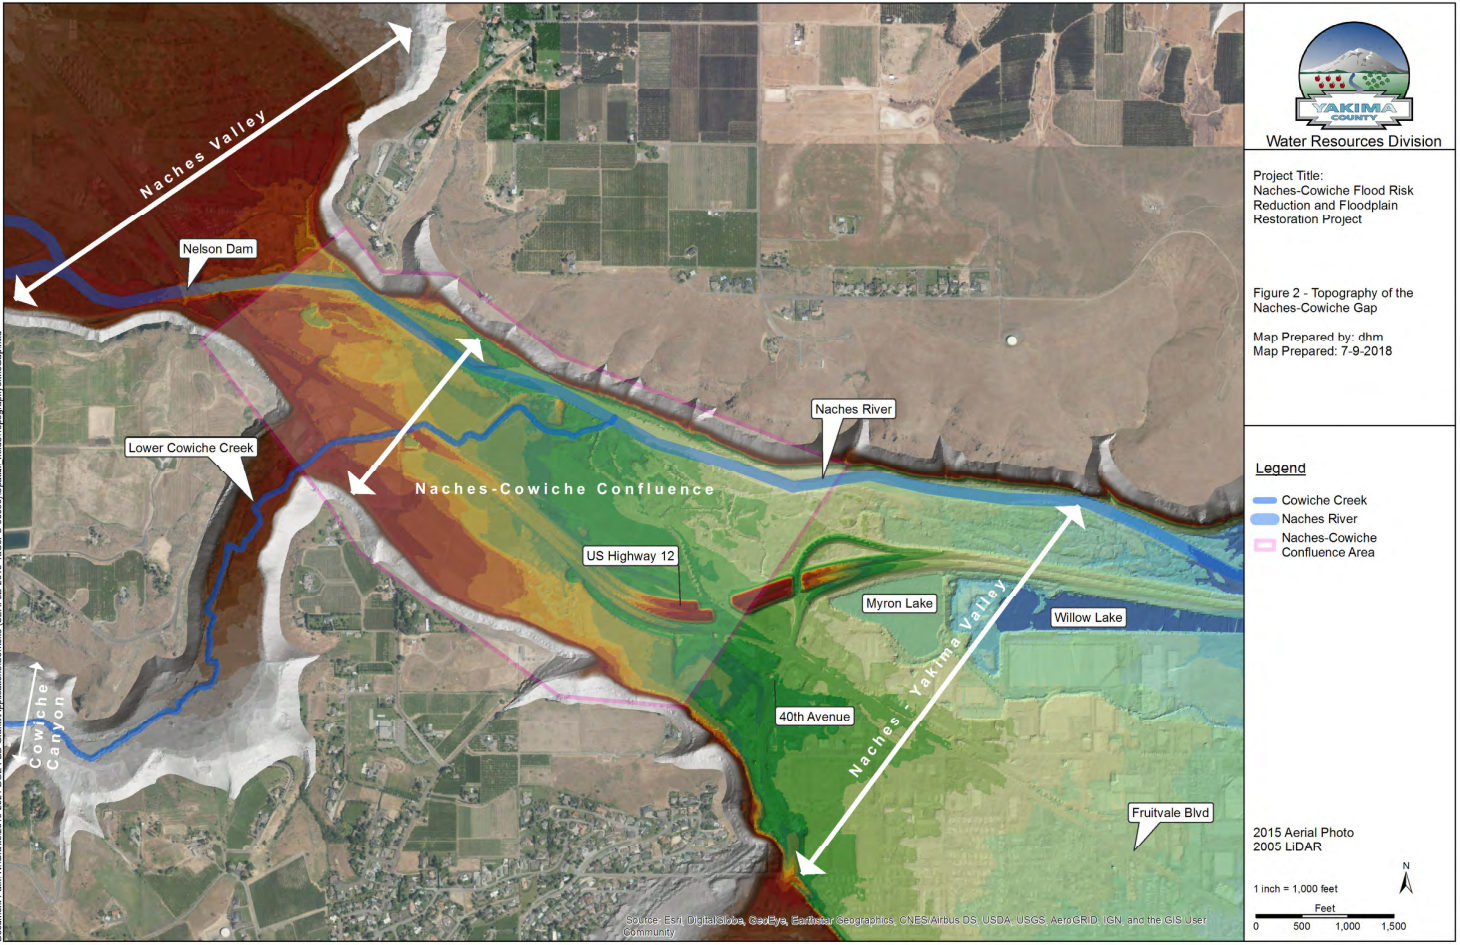 Naches Valley
Nelson Dam
Lower Cowiche Creek
Naches River
Naches-Cowiche Confluence
US Highway 12
Myron Lake
Willow Lake
Naches - Yakima Valley
40th Avenue
Cowiche
Canyon
Fruitvale Blvd
Source: Esri, DigitalGlobe, GeoEye, Earthstar Geographics, CNES/Airbus DS, USDA, USGS, AeroGRID, IGN, and the GIS User
Community
YAKIMA
COUNTY
Water Resources Division
Project Title:
Naches-Cowiche Flood Risk
Reduction and Floodplain
Restoration Project
Figure 2 - Topography of the
Naches-Cowiche Gap
Map Prepared by: dhm
Map Prepared: 7-9-2018
Legend
Cowiche Creek
Naches River
Naches-Cowiche
Confluence Area
2015 Aerial Photo
2005 LiDAR
N
1 inch = 1,000 feet
Feet
0 500 1,000 1,500